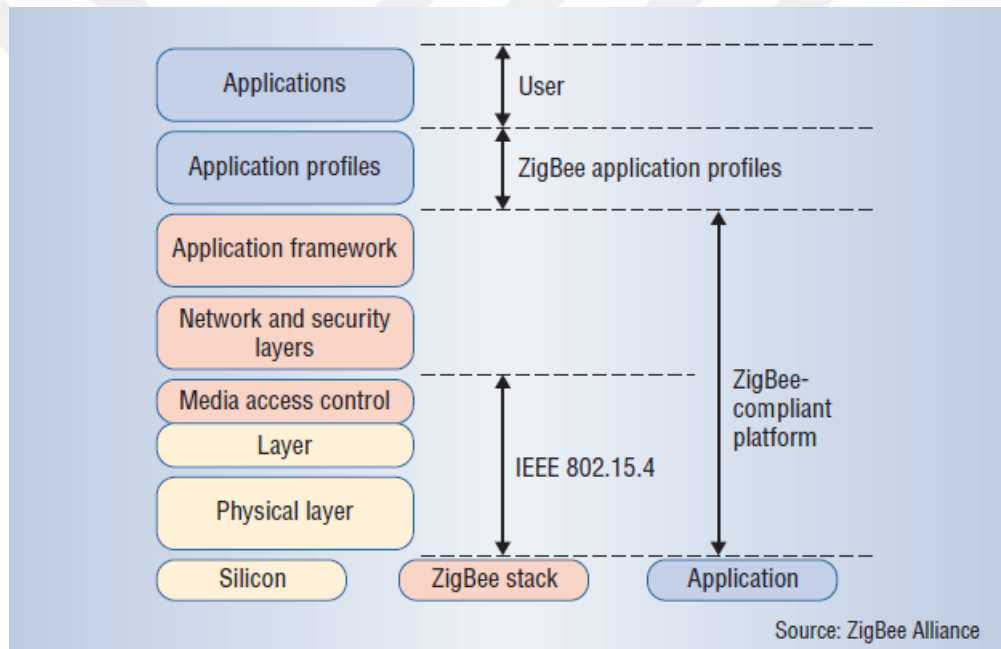 Applications
User
Application profiles
ZigBee application profiles
Application framework
Network and security
layers
Media access control
Layer
Physical layer
IEEE 802.15.4
ZigBee-
compliant
platform
Silicon
ZigBee stack
Application
Source: ZigBee Alliance